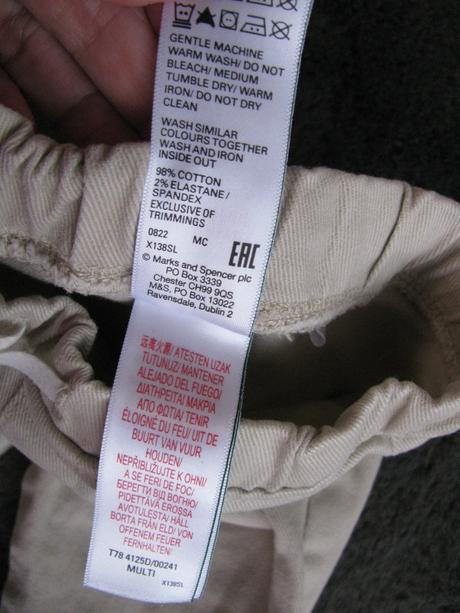 GENTLE MACHINE
WARM WASH/ DO NOT
BLEACH/ MEDIUM
TUMBLE DRY/ WARM
IRON/ DO NOT DRY
CLEAN
WASH SIMILAR
COLOURS TOGETHER
WASH AND IRON
INSIDE OUT
98% COTTON
2% ELASTANE/
SPANDEX
EXCLUSIVE OF
TRIMMINGS
0822 MC
X138SL
EAC
© Marks and Spencer plc
PO Box 3339
Chester CH99 9QS
M&S, PO Box 13022
Ravensdale, Dublin 2
远离火源/ ATESTEN UZAK
TUTUNUZ/ MANTENER
ALEJADO DEL FUEGO/
ΔΙΑΤΗΡΕΙΤΑΙ ΜΑΚΡΙΑ
ΑΠΟ ΦΩΤΙΑ/ TENIR
ÉLOIGNÉ DU FEU/ UIT DE
BUURT VAN VUUR
HOUDEN/
NEPŘIBLIŽUJTE K OHNI/
A SE FERI DE FOC/
БЕРЕГТИ ВІД ВОГНЮ/
PIDETTÄVÄ EROSSA
AVOTULESTA/ HÅLL
BORTA FRÅN ELD/ VON
OFFENEM FEUER
FERNHALTEN/
T78 4125D/00241
MULTI
X138SL